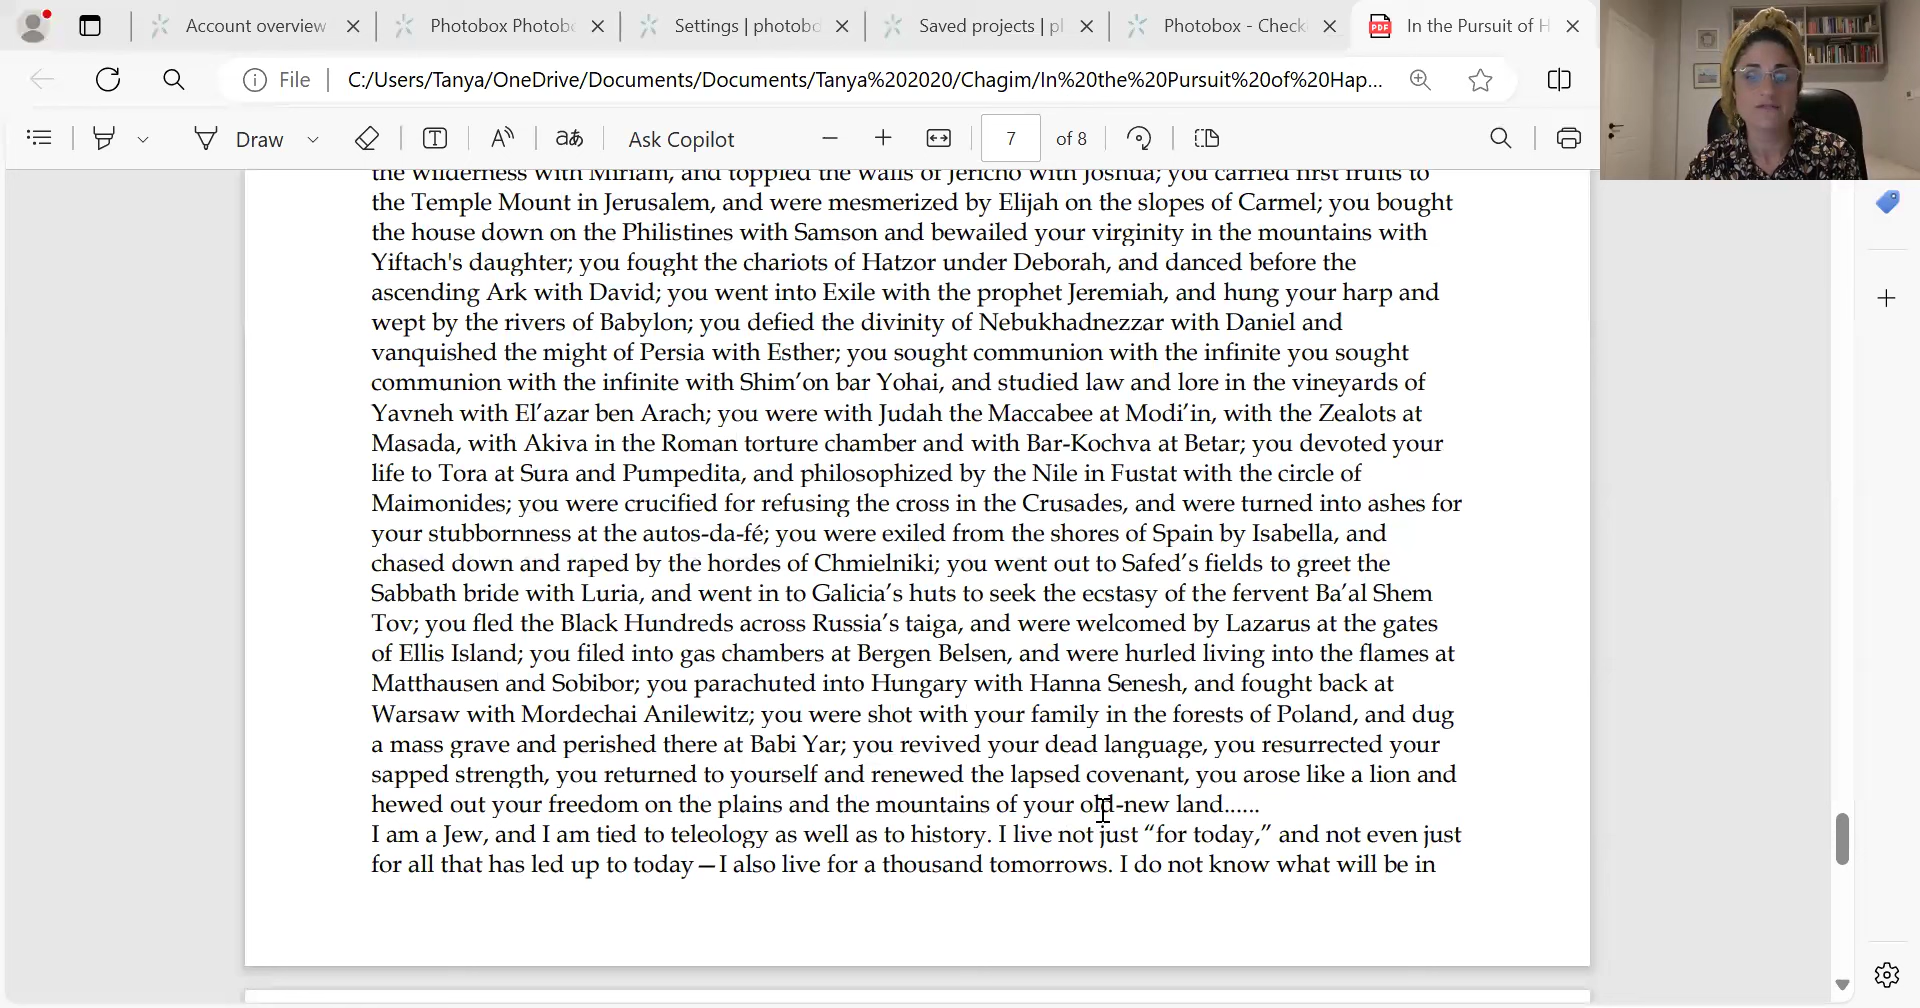 Account overview
Photobox Photobo
Settings | photobo
Saved projects | pl
Photobox - Checki
In the Pursuit of H
File
C:/Users/Tanya/OneDrive/Documents/Documents/Tanya%202020/Chagim/In%20the%20Pursuit%20of%20Hap...
Draw
Ask Copilot
7 of 8
the wilderness with Miriam, and toppled the walls of Jericho with Joshua; you carried first fruits to
the Temple Mount in Jerusalem, and were mesmerized by Elijah on the slopes of Carmel; you bought
the house down on the Philistines with Samson and bewailed your virginity in the mountains with
Yiftach's daughter; you fought the chariots of Hatzor under Deborah, and danced before the
ascending Ark with David; you went into Exile with the prophet Jeremiah, and hung your harp and
wept by the rivers of Babylon; you defied the divinity of Nebukhadnezzar with Daniel and
vanquished the might of Persia with Esther; you sought communion with the infinite you sought
communion with the infinite with Shim’on bar Yohai, and studied law and lore in the vineyards of
Yavneh with El’azar ben Arach; you were with Judah the Maccabee at Modi’in, with the Zealots at
Masada, with Akiva in the Roman torture chamber and with Bar-Kochva at Betar; you devoted your
life to Tora at Sura and Pumpedita, and philosophized by the Nile in Fustat with the circle of
Maimonides; you were crucified for refusing the cross in the Crusades, and were turned into ashes for
your stubbornness at the autos-da-fé; you were exiled from the shores of Spain by Isabella, and
chased down and raped by the hordes of Chmielniki; you went out to Safed’s fields to greet the
Sabbath bride with Luria, and went in to Galicia’s huts to seek the ecstasy of the fervent Ba’al Shem
Tov; you fled the Black Hundreds across Russia’s taiga, and were welcomed by Lazarus at the gates
of Ellis Island; you filed into gas chambers at Bergen Belsen, and were hurled living into the flames at
Matthausen and Sobibor; you parachuted into Hungary with Hanna Senesh, and fought back at
Warsaw with Mordechai Anilewitz; you were shot with your family in the forests of Poland, and dug
a mass grave and perished there at Babi Yar; you revived your dead language, you resurrected your
sapped strength, you returned to yourself and renewed the lapsed covenant, you arose like a lion and
hewed out your freedom on the plains and the mountains of your old-new land......
I am a Jew, and I am tied to teleology as well as to history. I live not just “for today,” and not even just
for all that has led up to today—I also live for a thousand tomorrows. I do not know what will be in